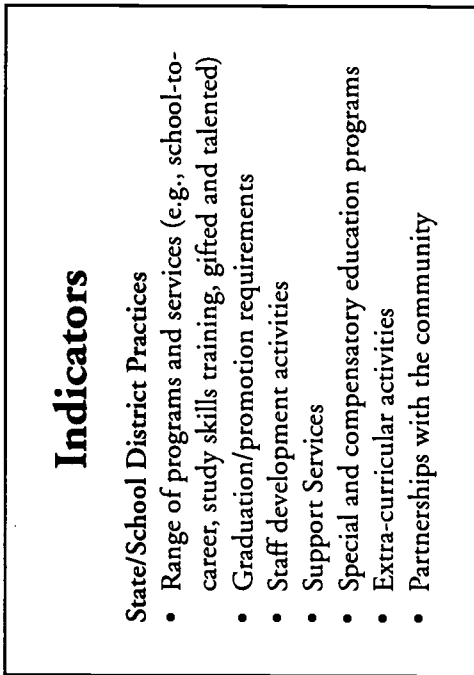 Indicators
State/School District Practices
• Range of programs and services (e.g., school-to-
career, study skills training, gifted and talented)
• Graduation/promotion requirements
• Staff development activities
• Support Services
• Special and compensatory education programs
• Extra-curricular activities
• Partnerships with the community